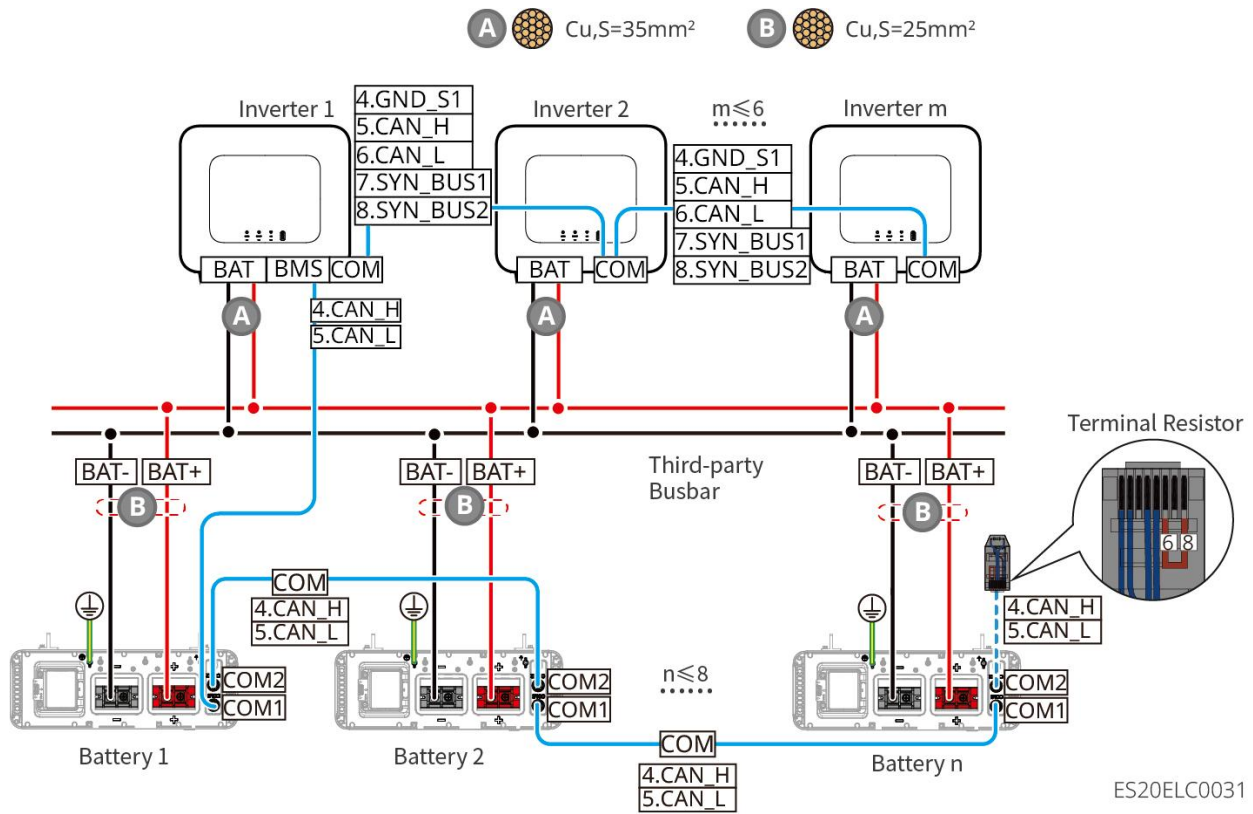 A Cu,S=35mm²
B Cu,S=25mm²
Inverter 1
Inverter 2
m≤6
Inverter m
4.GND_S1
5.CAN_H
6.CAN_L
7.SYN_BUS1
8.SYN_BUS2
4.GND_S1
5.CAN_H
6.CAN_L
7.SYN_BUS1
8.SYN_BUS2
BAT BMS COM
BAT COM
BAT COM
A
4.CAN_H
5.CAN_L
A
A
Terminal Resistor
6 8
BAT- BAT+
B
BAT- BAT+
B
Third-party
Busbar
BAT- BAT+
B
COM
4.CAN_H
5.CAN_L
4.CAN_H
5.CAN_L
- +
COM2
COM1
- +
- +
COM2
COM1
- +
n≤8
- +
COM2
COM1
- +
Battery 1
Battery 2
COM
4.CAN_H
5.CAN_L
Battery n
ES20ELC0031